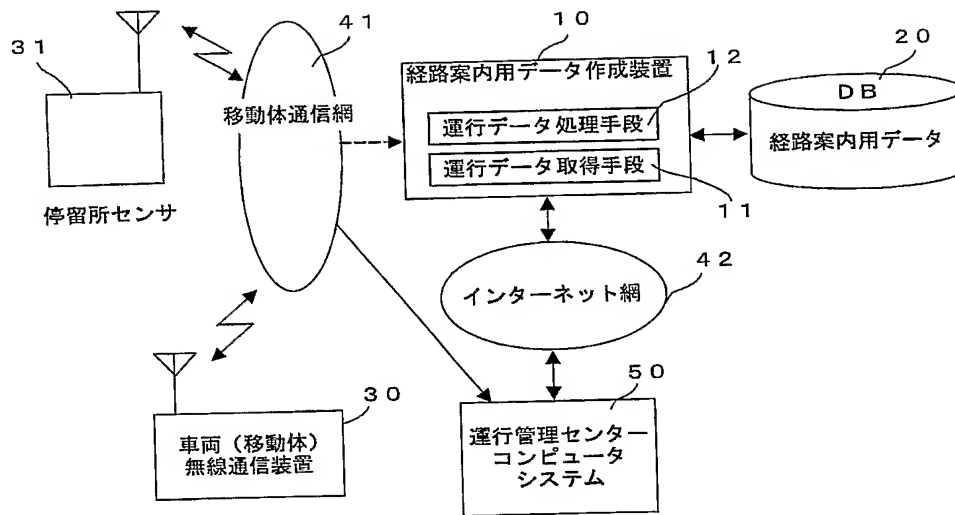 ３１
停留所センサ
４１
移動体通信網
１０
経路案内用データ作成装置
１２
運行データ処理手段
運行データ取得手段
１１
２０
ＤＢ
経路案内用データ
４２
インターネット網
３０
車両（移動体）
無線通信装置
５０
運行管理センター
コンピュータ
システム